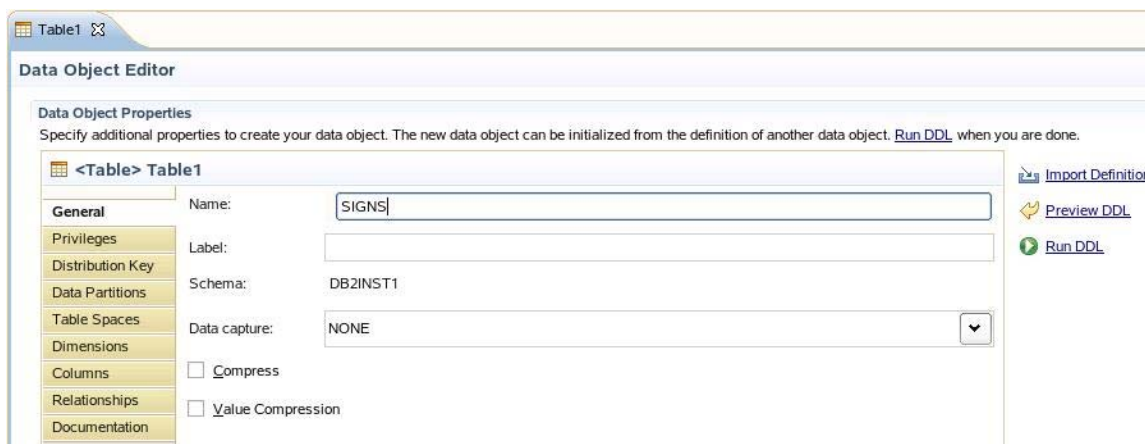 Table1
Data Object Editor
Data Object Properties
Specify additional properties to create your data object. The new data object can be initialized from the definition of another data object. Run DDL when you are done.
<Table> Table1
General
Privileges
Distribution Key
Data Partitions
Table Spaces
Dimensions
Columns
Relationships
Documentation
Name: SIGNS
Label:
Schema: DB2INST1
Data capture: NONE
Compress
Value Compression
Import Definition
Preview DDL
Run DDL